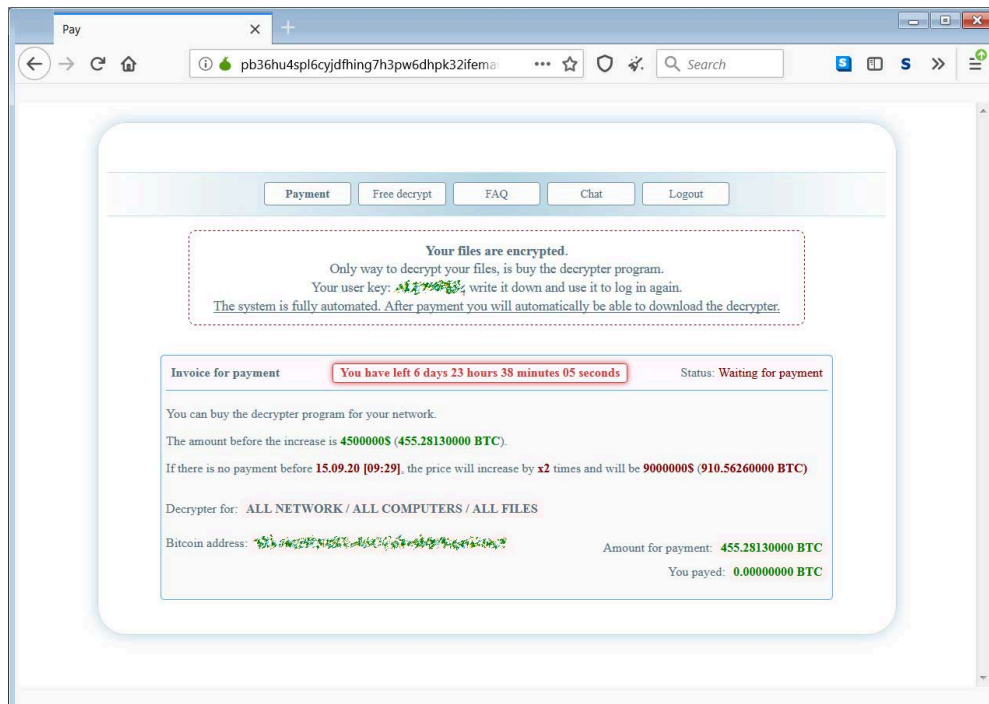 Pay
pb36hu4spl6cyjdfhing7h3pw6dhpk32ifema
Search
S
S
Payment
Free decrypt
FAQ
Chat
Logout
Your files are encrypted.
Only way to decrypt your files, is buy the decrypter program.
Your user key: write it down and use it to log in again.
The system is fully automated. After payment you will automatically be able to download the decrypter.
Invoice for payment
You have left 6 days 23 hours 38 minutes 05 seconds
Status: Waiting for payment
You can buy the decrypter program for your network.
The amount before the increase is 4500000$ (455.28130000 BTC).
If there is no payment before 15.09.20 [09:29], the price will increase by x2 times and will be 9000000$ (910.56260000 BTC)
Decrypter for: ALL NETWORK / ALL COMPUTERS / ALL FILES
Bitcoin address:
Amount for payment: 455.28130000 BTC
You payed: 0.00000000 BTC